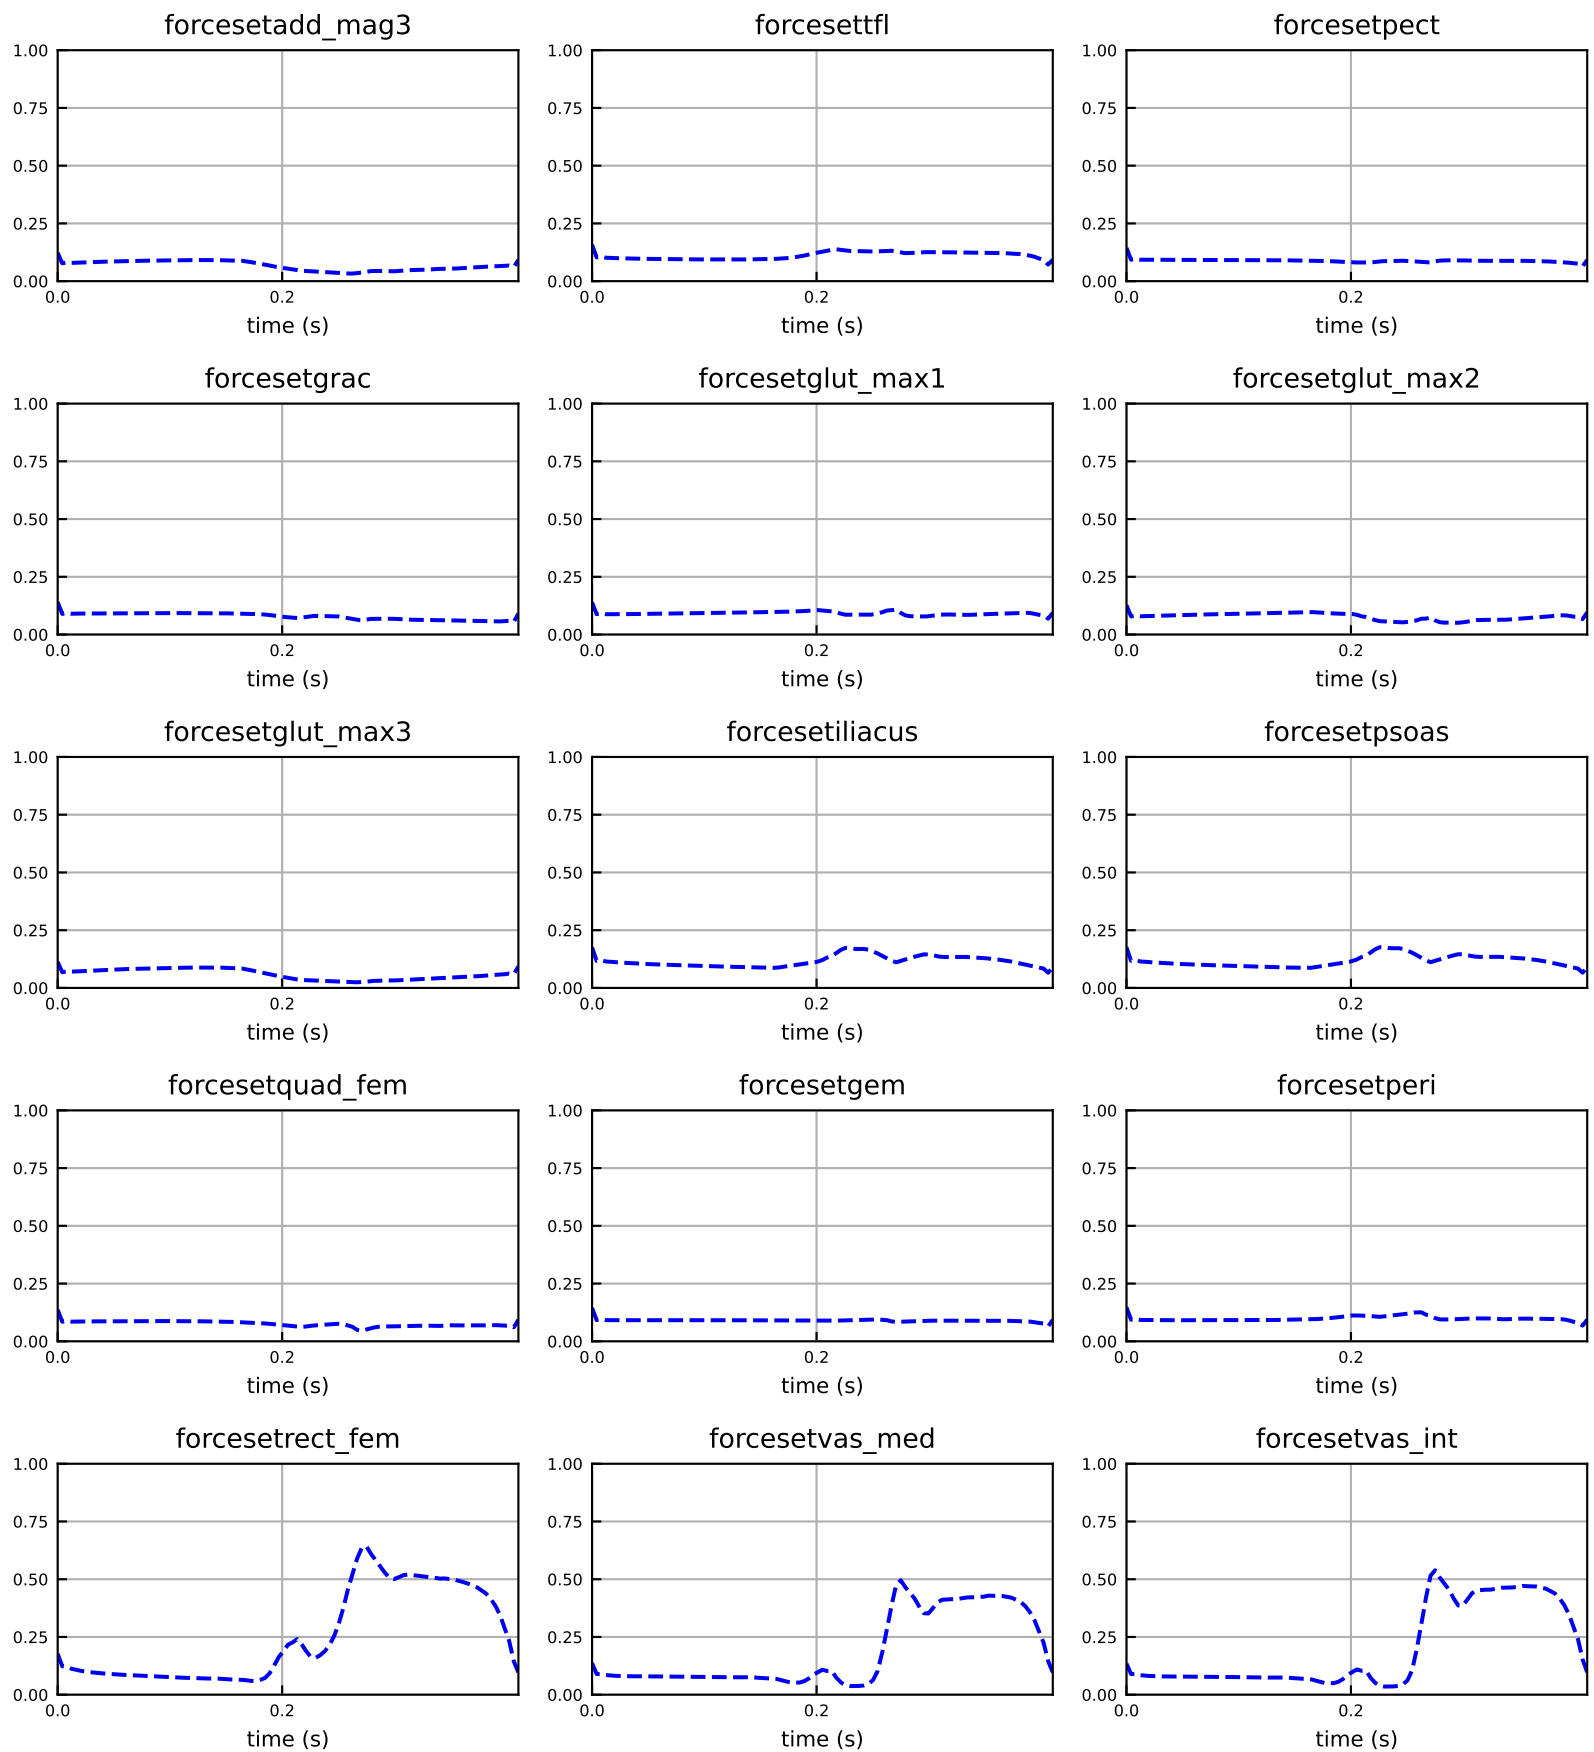 forcesetadd_mag3 forcesettfl forcesetpect
1.00 1.00 1.00
0.75 0.75 0.75
0.50 0.50 0.50
0.25 0.25 0.25
0.00 0.00 0.00
0.0 0.2 0.0 0.2 0.0 0.2
time (s) time (s) time (s)
forcesetgrac forcesetglut_max1 forcesetglut_max2
1.00 1.00 1.00
0.75 0.75 0.75
0.50 0.50 0.50
0.25 0.25 0.25
0.00 0.00 0.00
0.0 0.2 0.0 0.2 0.0 0.2
time (s) time (s) time (s)
forcesetglut_max3 forcesetiliacus forcesetpsoas
1.00 1.00 1.00
0.75 0.75 0.75
0.50 0.50 0.50
0.25 0.25 0.25
0.00 0.00 0.00
0.0 0.2 0.0 0.2 0.0 0.2
time (s) time (s) time (s)
forcesetquad_fem forcesetgem forcesetperi
1.00 1.00 1.00
0.75 0.75 0.75
0.50 0.50 0.50
0.25 0.25 0.25
0.00 0.00 0.00
0.0 0.2 0.0 0.2 0.0 0.2
time (s) time (s) time (s)
forcesetrect_fem forcesetvas_med forcesetvas_int
1.00 1.00 1.00
0.75 0.75 0.75
0.50 0.50 0.50
0.25 0.25 0.25
0.00 0.00 0.00
0.0 0.2 0.0 0.2 0.0 0.2
time (s) time (s) time (s)